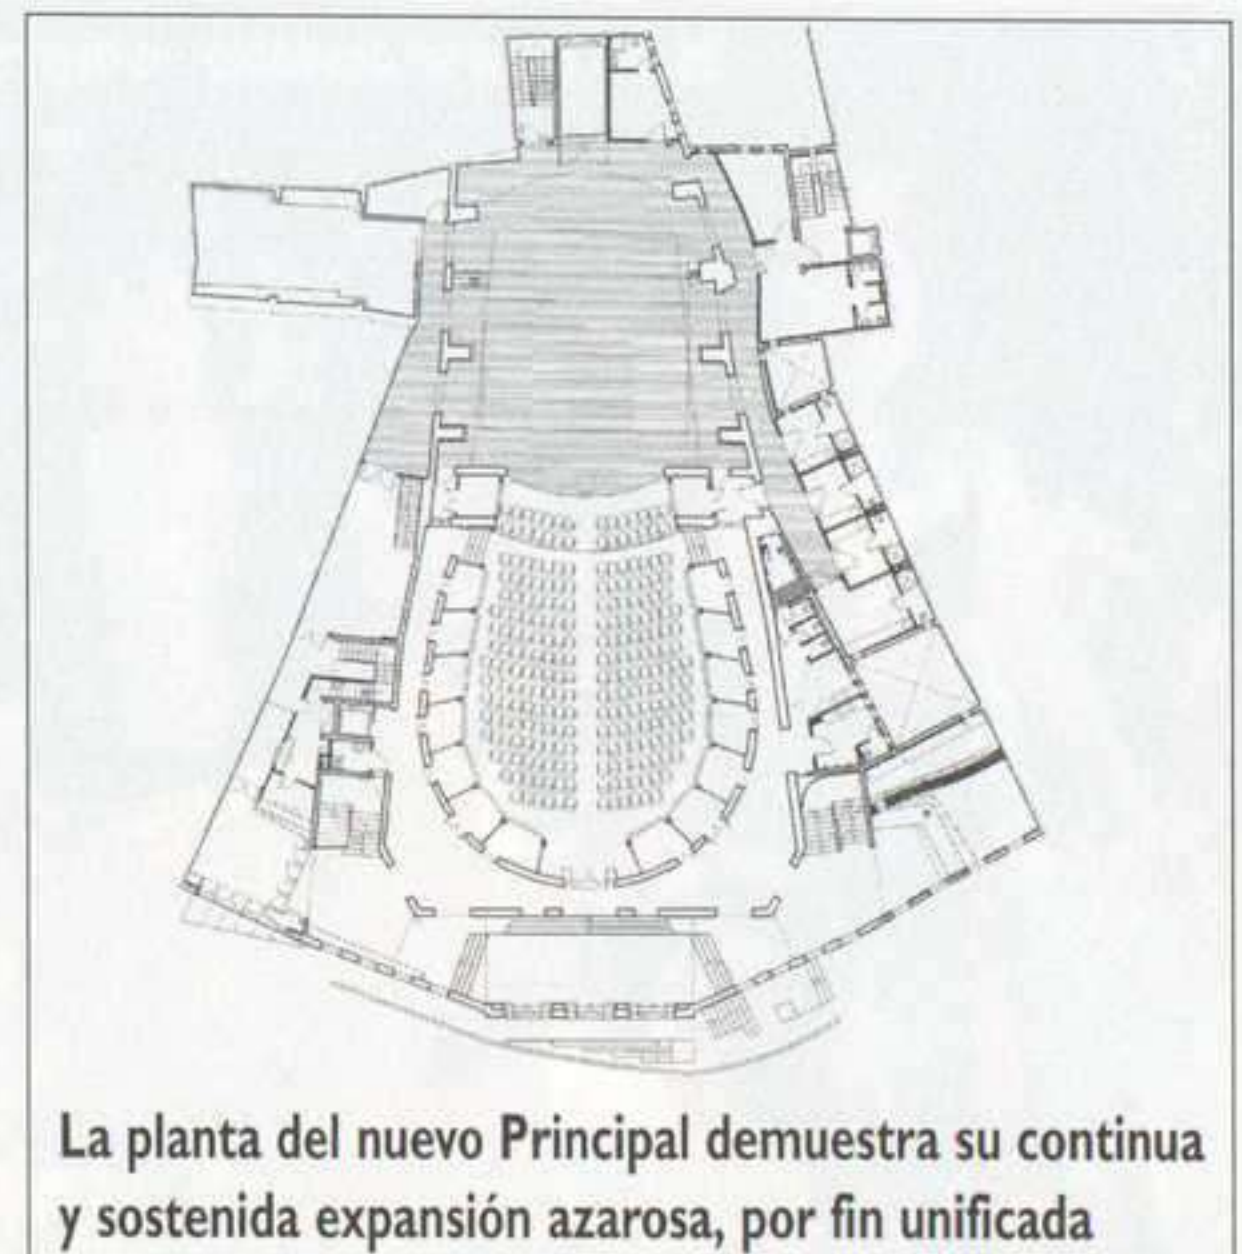 La planta del nuevo Principal demuestra su continua
y sostenida expansión azarosa, por fin unificada